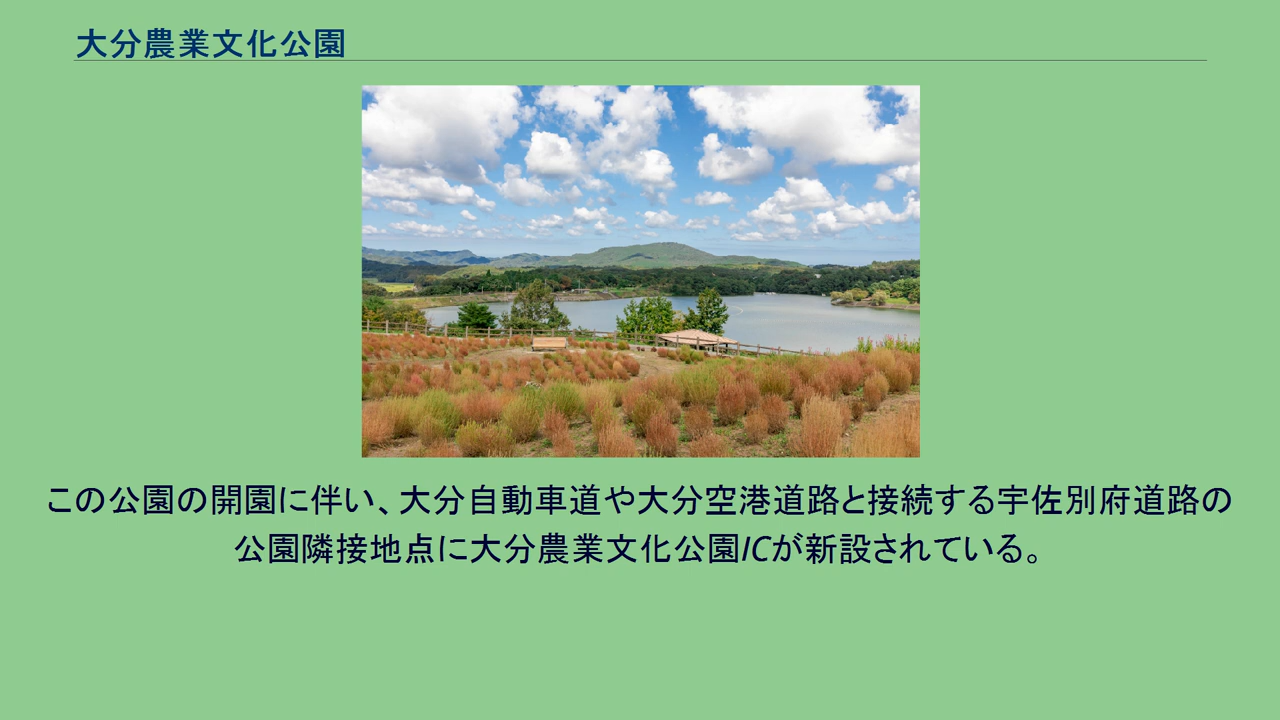 大分農業文化公園
この公園の開園に伴い、大分自動車道や大分空港道路と接続する宇佐別府道路の
公園隣接地点に大分農業文化公園ICが新設されている。